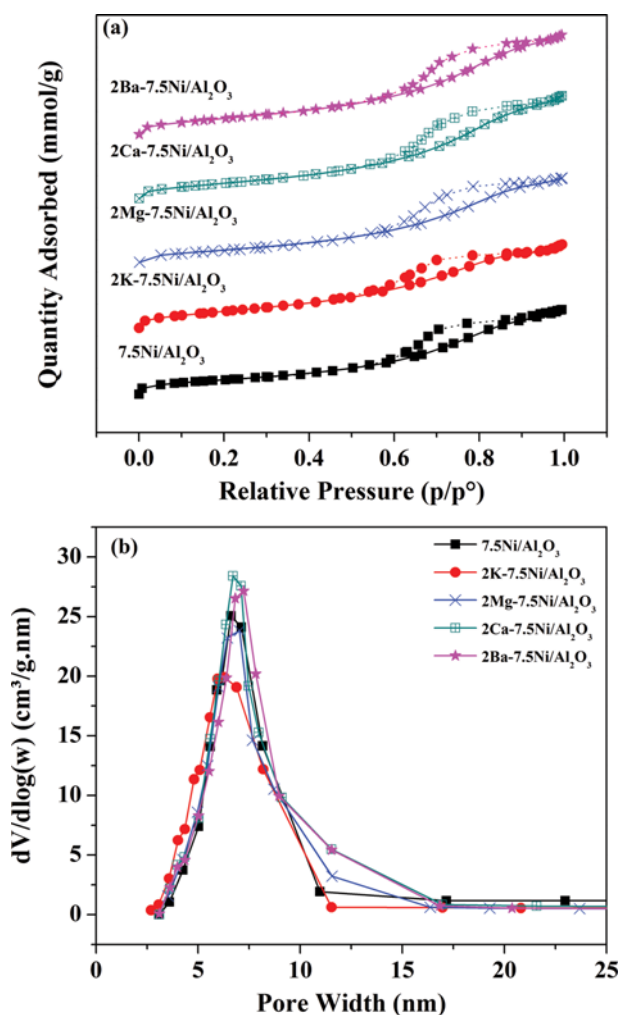 (a)
Quantity Adsorbed (mmol/g)
2Ba-7.5Ni/Al₂O₃
2Ca-7.5Ni/Al₂O₃
2Mg-7.5Ni/Al₂O₃
2K-7.5Ni/Al₂O₃
7.5Ni/Al₂O₃
0.0 0.2 0.4 0.6 0.8 1.0
Relative Pressure (p/p°)
(b)
dV/dlog(w) (cm³/g.nm)
30
25
20
15
10
5
0
7.5Ni/Al₂O₃
2K-7.5Ni/Al₂O₃
2Mg-7.5Ni/Al₂O₃
2Ca-7.5Ni/Al₂O₃
2Ba-7.5Ni/Al₂O₃
0 5 10 15 20 25
Pore Width (nm)